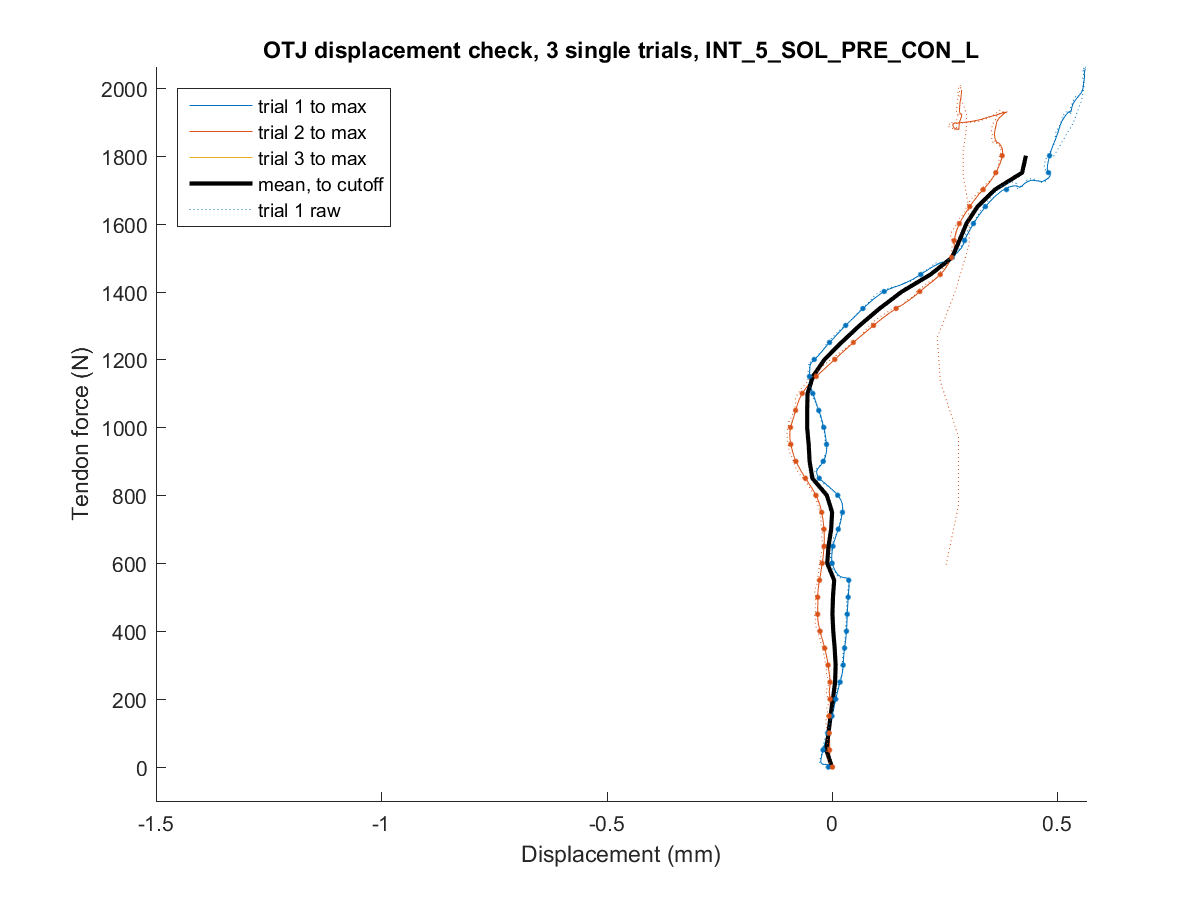 OTJ displacement check, 3 single trials, INT_5_SOL_PRE_CON_L
2000
1800
1600
1400
1200
1000
800
600
400
200
0
trial 1 to max
trial 2 to max
trial 3 to max
mean, to cutoff
trial 1 raw
Tendon force (N)
-1.5
-1
-0.5
0
0.5
Displacement (mm)